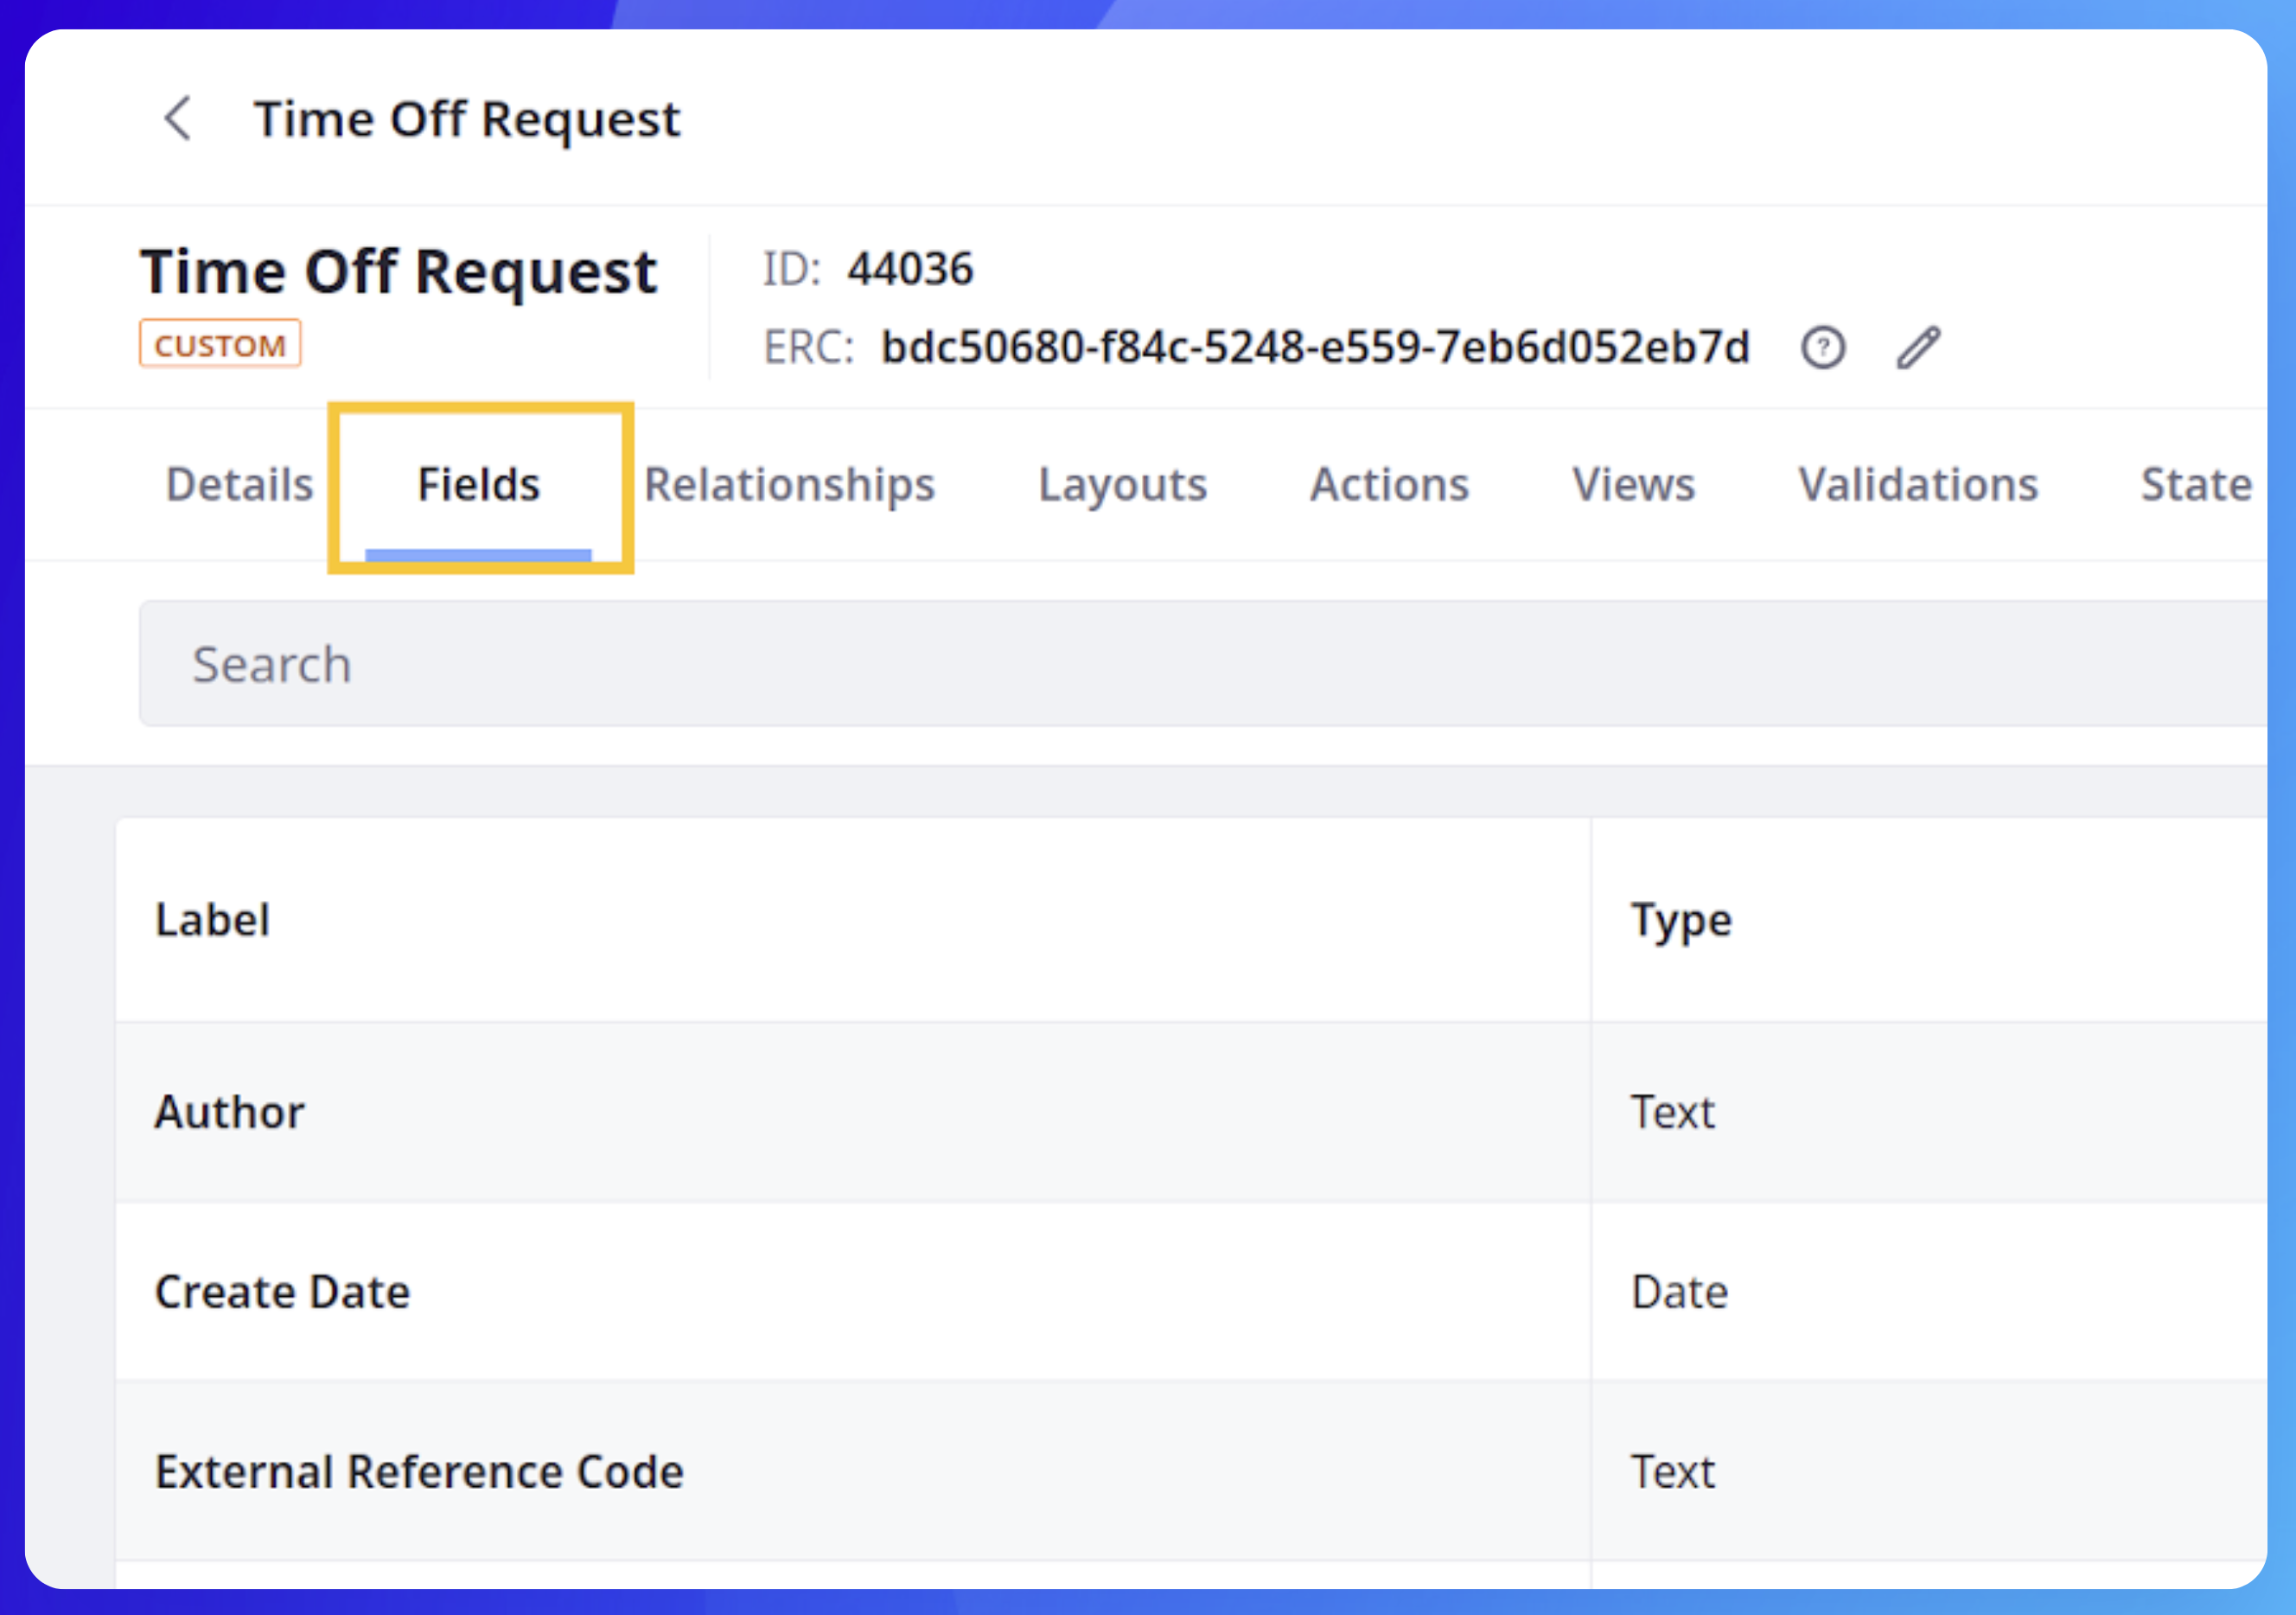 Time Off Request
Time Off Request
CUSTOM
ID: 44036
ERC: bdc50680-f84c-5248-e559-7eb6d052eb7d
Details Fields Relationships Layouts Actions Views Validations State
Search
Label Type
Author Text
Create Date Date
External Reference Code Text